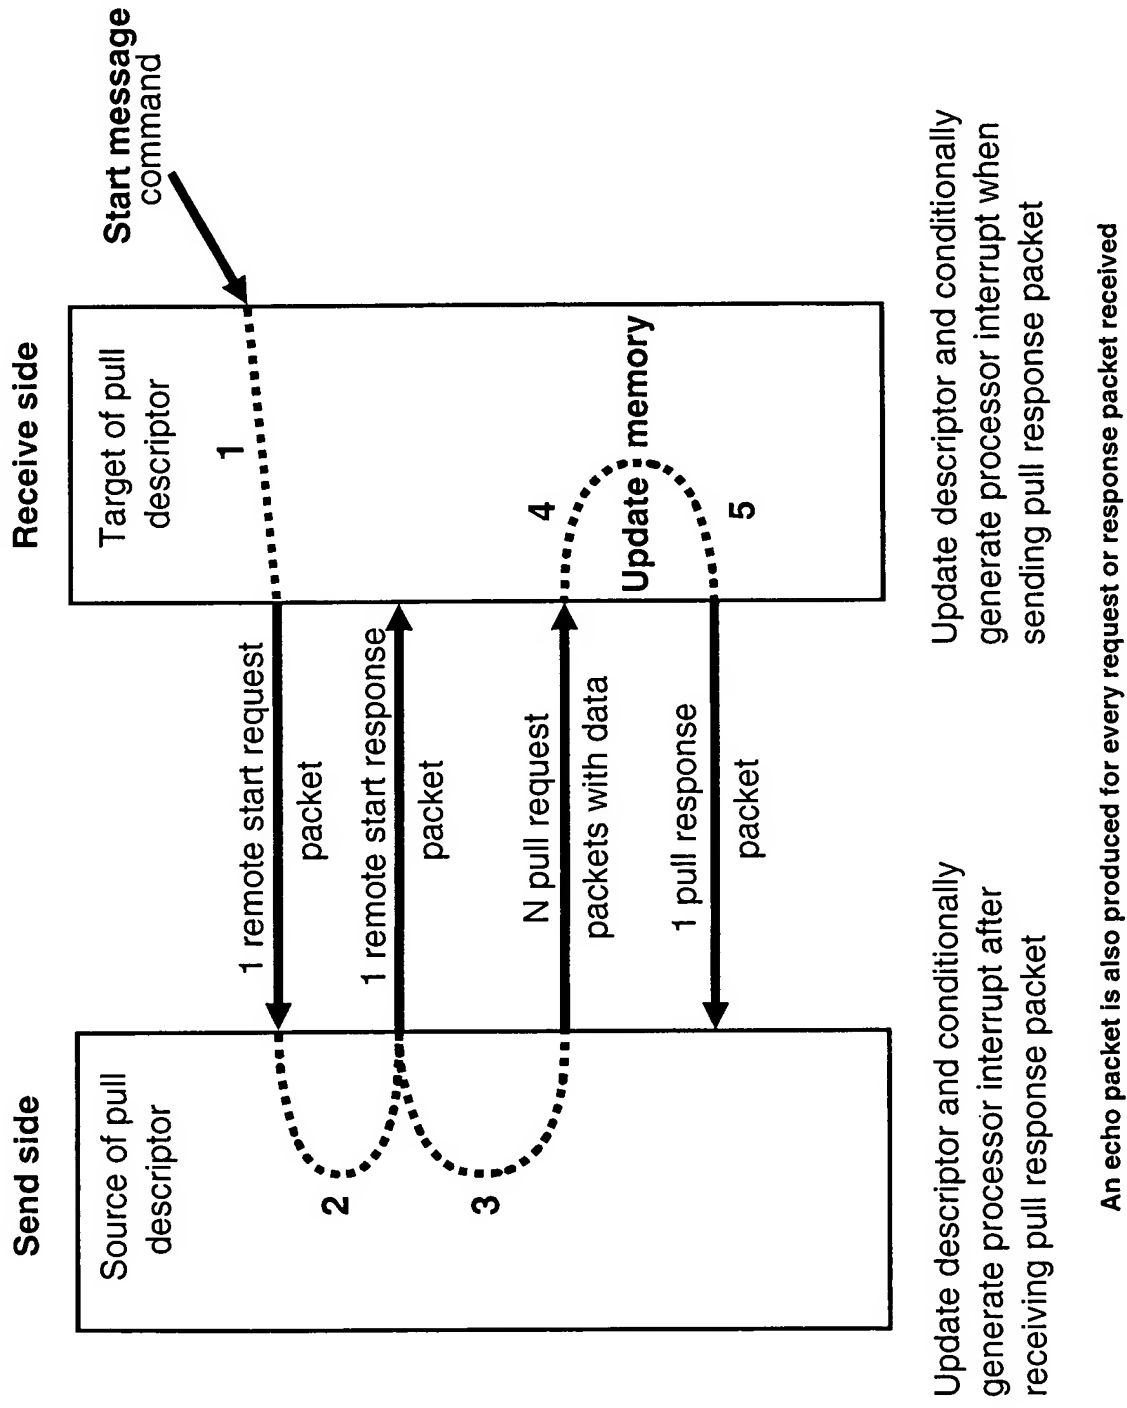 Send side
Receive side
Source of pull
descriptor
Target of pull
descriptor
Start message
command
1
1 remote start request
packet
2
1 remote start response
packet
3
N pull request
packets with data
4
Update memory
5
1 pull response
packet
Update descriptor and conditionally
generate processor interrupt after
receiving pull response packet
Update descriptor and conditionally
generate processor interrupt when
sending pull response packet
An echo packet is also produced for every request or response packet received